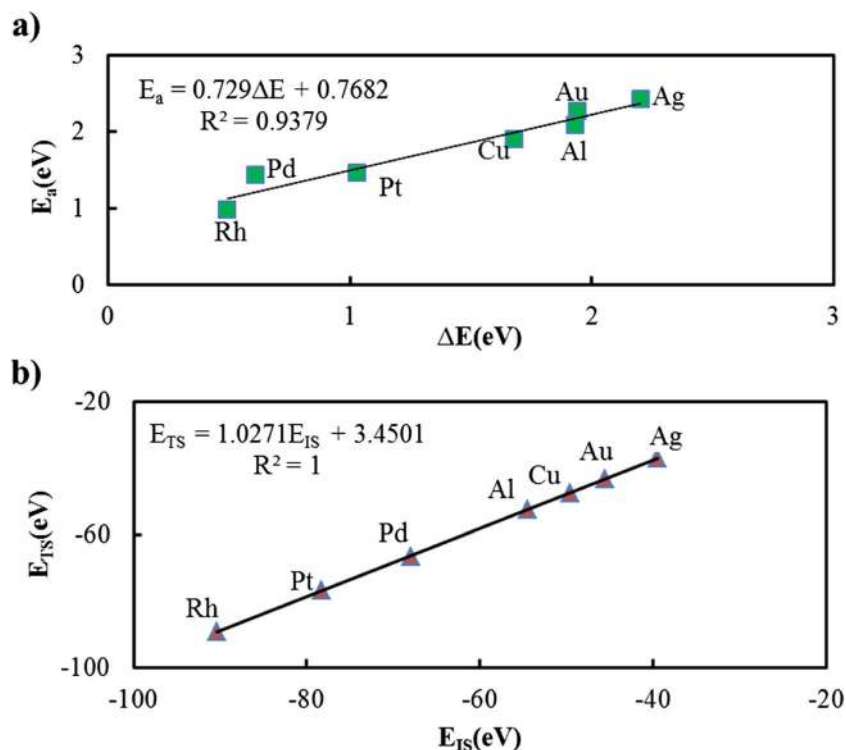 a)
3
2
1
0
E_a(eV)
E_a = 0.729ΔE + 0.7682
R² = 0.9379
Au
Ag
Cu
Al
Pd
Pt
Rh
0 1 2 3
ΔE(eV)
b)
-20
-60
-100
E_TS(eV)
E_TS = 1.0271E_IS + 3.4501
R² = 1
Ag
Au
Cu
Al
Pd
Pt
Rh
-100 -80 -60 -40 -20
E_IS(eV)